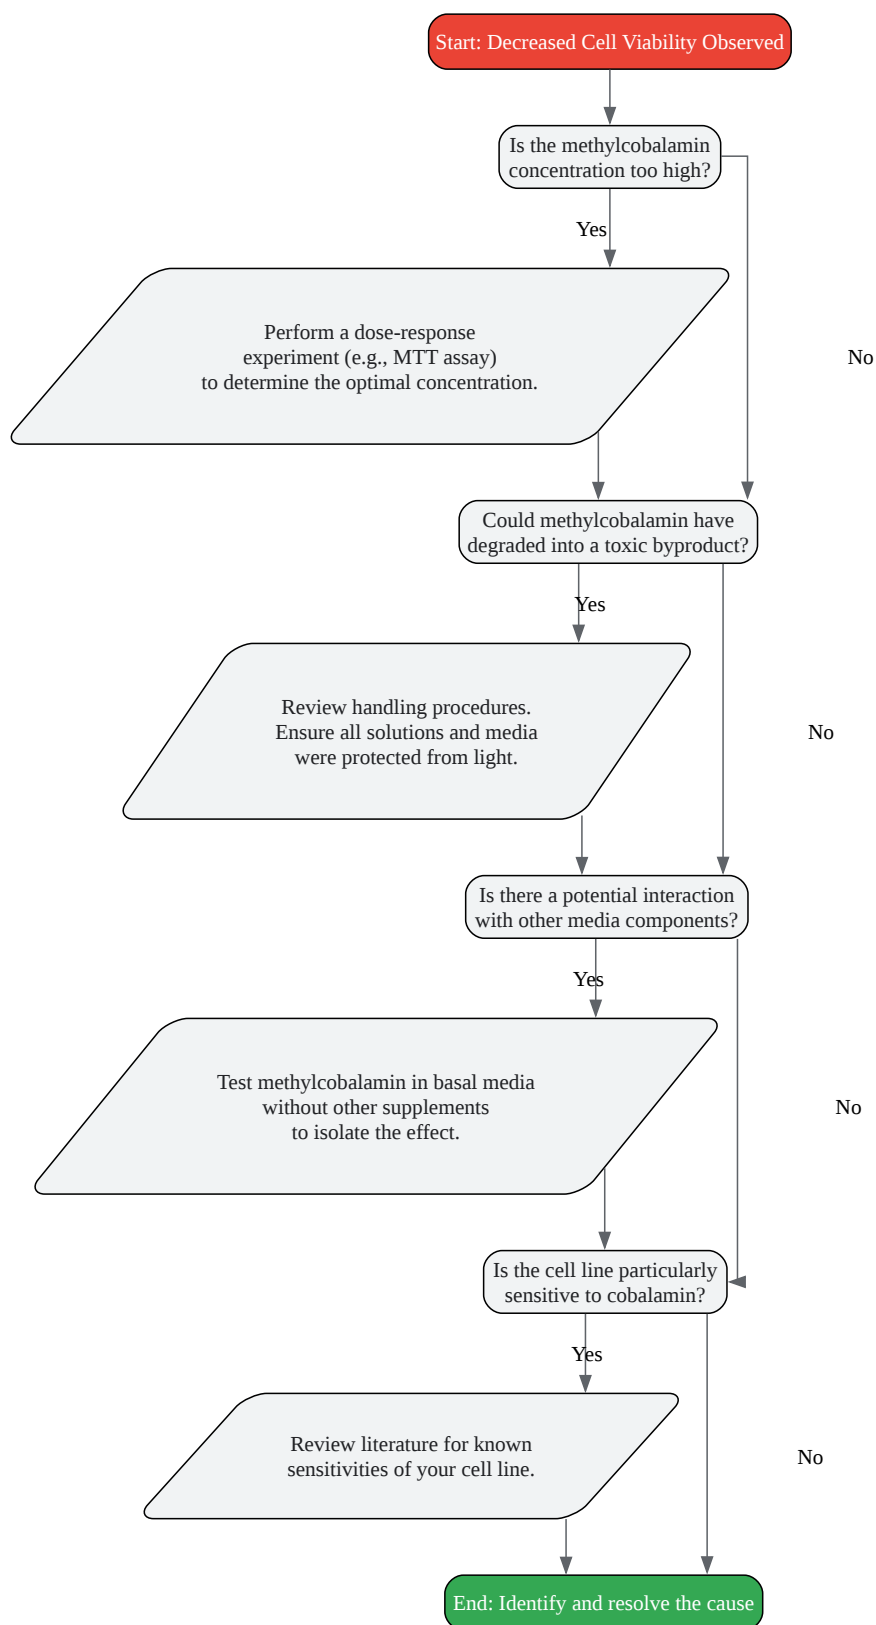 Start: Decreased Cell Viability Observed
Is the methylcobalamin
concentration too high?
Yes
Perform a dose-response
experiment (e.g., MTT assay)
to determine the optimal concentration.
No
Could methylcobalamin have
degraded into a toxic byproduct?
Yes
Review handling procedures.
Ensure all solutions and media
were protected from light.
No
Is there a potential interaction
with other media components?
Yes
Test methylcobalamin in basal media
without other supplements
to isolate the effect.
No
Is the cell line particularly
sensitive to cobalamin?
Yes
Review literature for known
sensitivities of your cell line.
No
End: Identify and resolve the cause